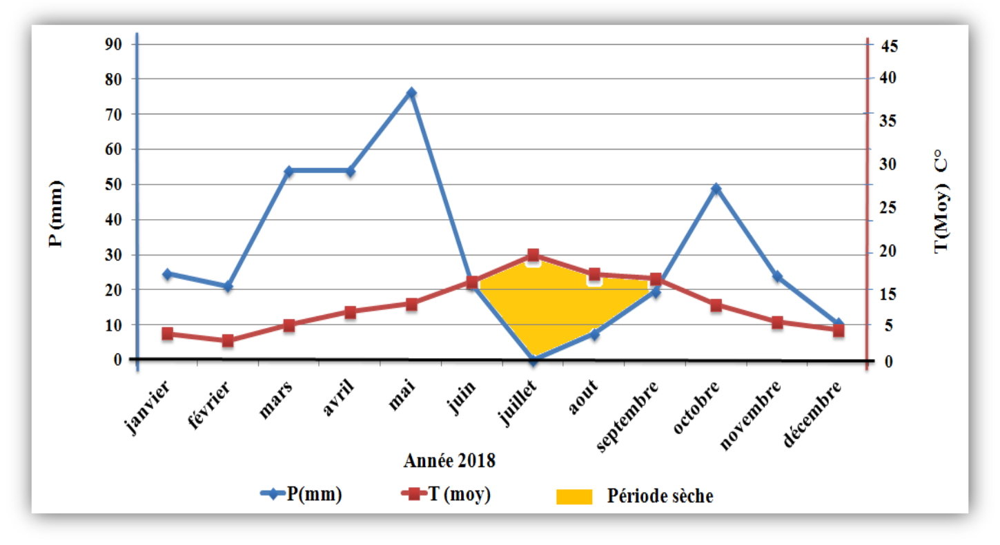 90
80
70
60
50
40
30
20
10
0
P (mm)
45
40
35
30
25
20
15
5
0
T(Moy) C°
janvier
février
mars
avril
mai
juin
juillet
aout
septembre
octobre
novembre
décembre
Année 2018
P(mm) T (moy) Période sèche